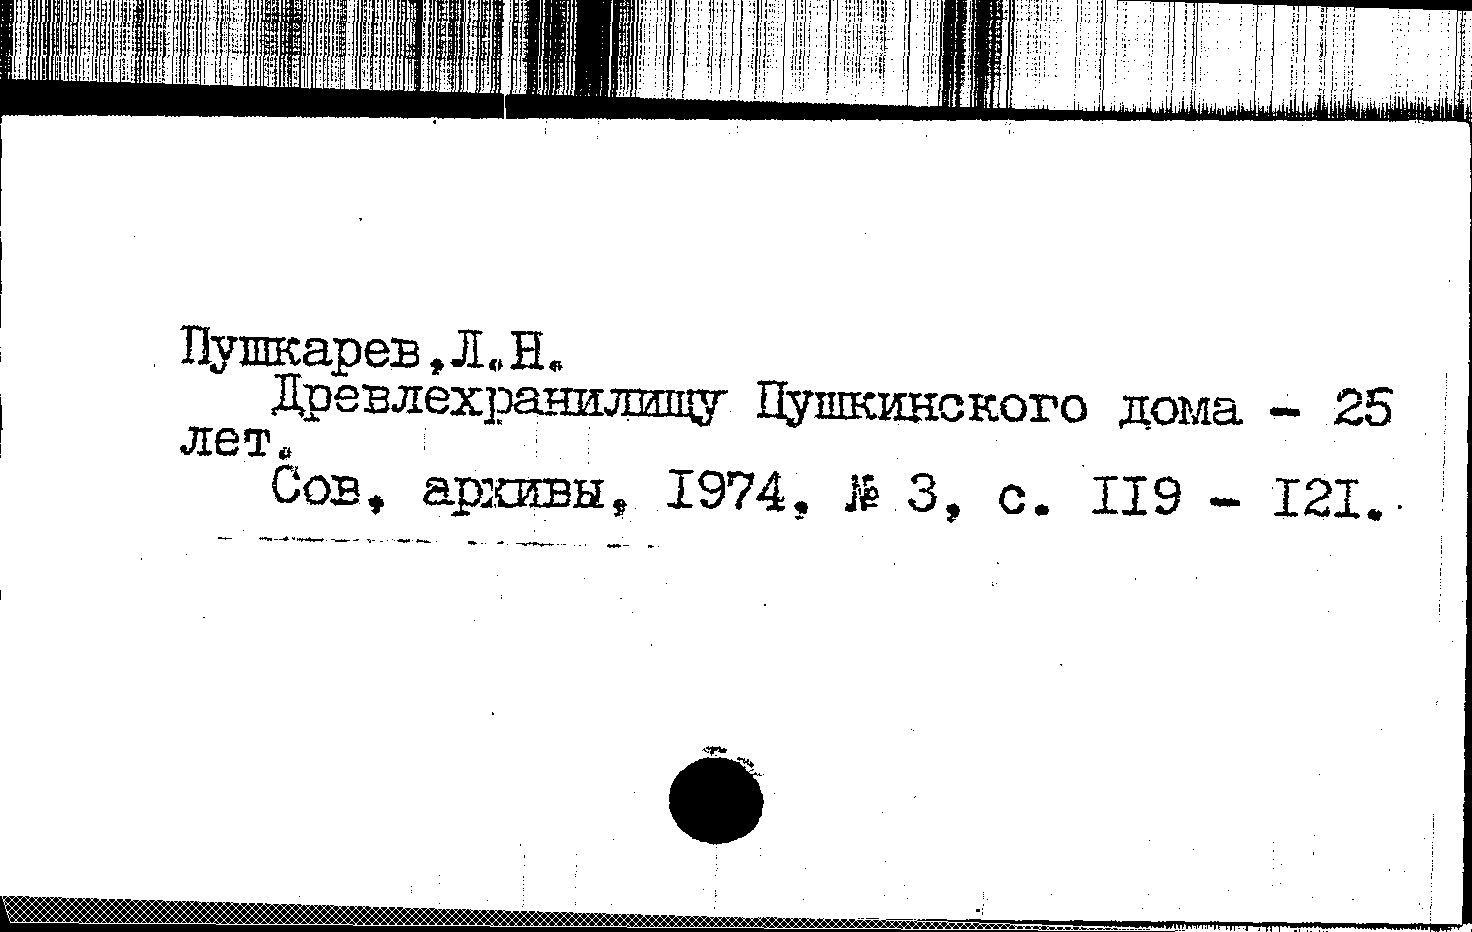 Пушкарев,Л.Н.
Древлехранилищу Пушкинского дома - 25
лет.
Сов, архивы, 1974, № 3, с. 119 - 121.